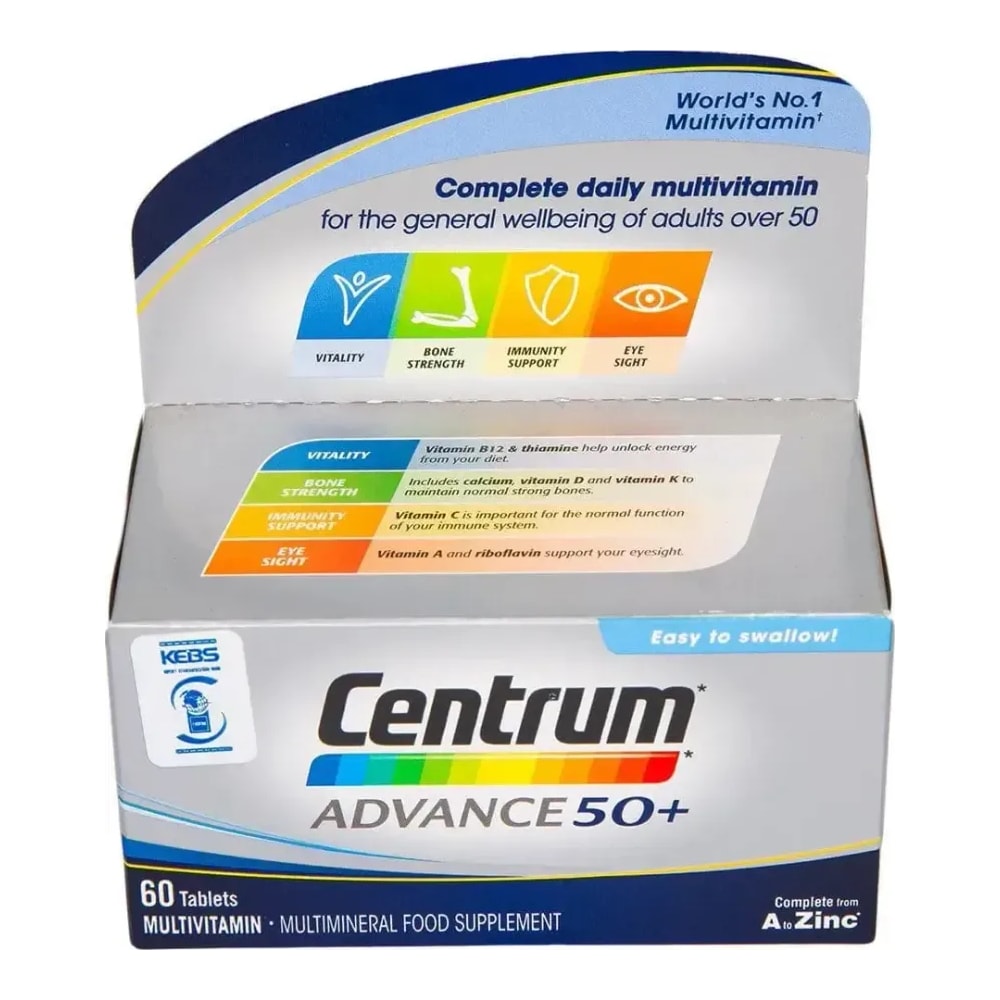 World's No.1
Multivitamin†
Complete daily multivitamin
for the general wellbeing of adults over 50
VITALITY
BONE
STRENGTH
IMMUNITY
SUPPORT
EYE
SIGHT
VITALITY
Vitamin B12 & thiamine help unlock energy
from your diet.
BONE
STRENGTH
Includes calcium, vitamin D and vitamin K to
maintain normal strong bones.
IMMUNITY
SUPPORT
Vitamin C is important for the normal function
of your immune system.
EYE
SIGHT
Vitamin A and riboflavin support your eyesight.
Easy to swallow!
KEBS
Centrum*
*
ADVANCE 50+
60 Tablets
MULTIVITAMIN · MULTIMINERAL FOOD SUPPLEMENT
Complete from
A to Zinc*